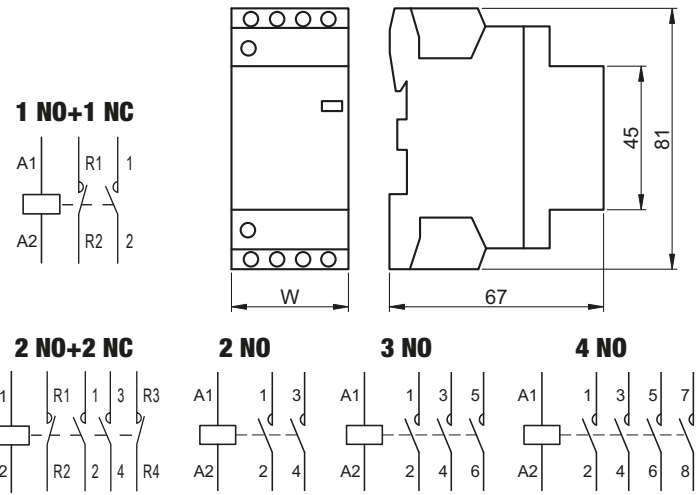 1 NO+1 NC
A1 R1 1
A2 R2 2
45
81
W
67
2 NO+2 NC
1 R1 1 3 R3
2 R2 2 4 R4
2 NO
A1 1 3
A2 2 4
3 NO
A1 1 3 5
A2 2 4 6
4 NO
A1 1 3 5 7
A2 2 4 6 8